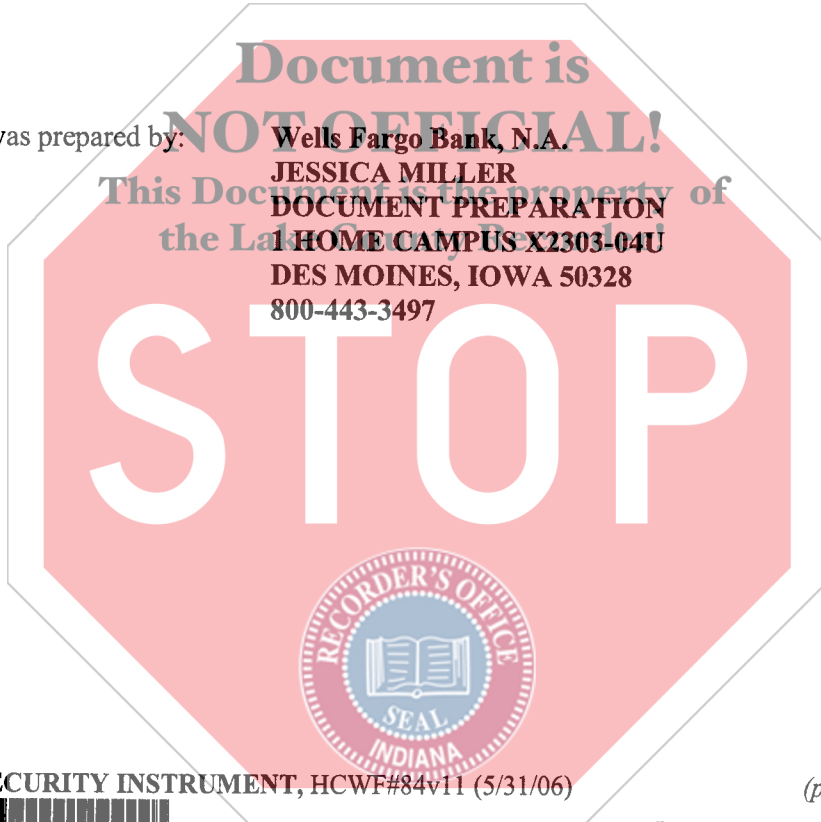 Document is
NOT OFFICIAL!
This Document is the property of
the Lake County Recorder!
was prepared by: Wells Fargo Bank, N.A.
JESSICA MILLER
DOCUMENT PREPARATION
1 HOME CAMPUS X2303-04U
DES MOINES, IOWA 50328
800-443-3497
STOP
RECORDER'S OFFICE
SEAL
INDIANA
ECURITY INSTRUMENT, HCWF#84v11 (5/31/06) (p